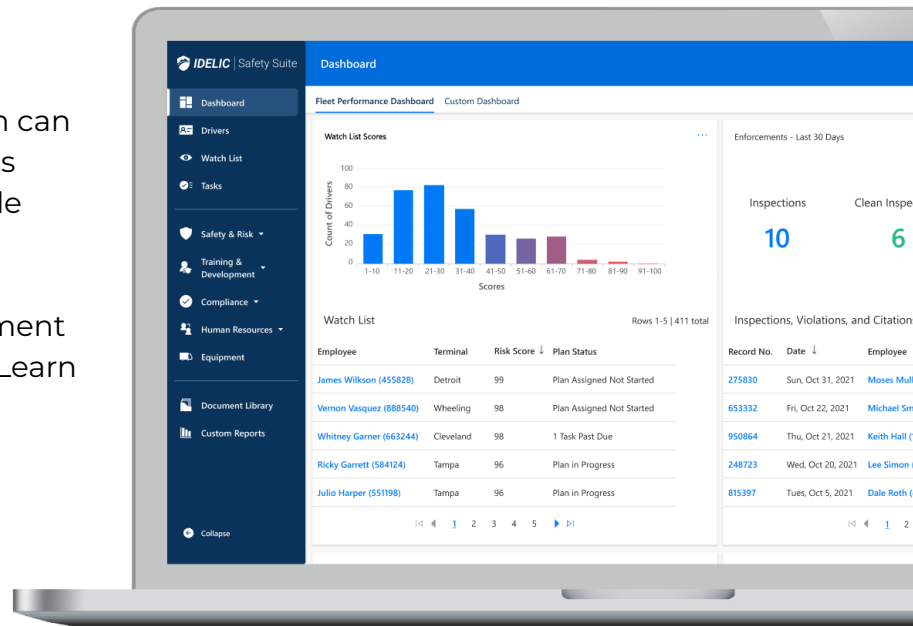 can
ment
Learn
IDELIC | Safety Suite
Dashboard
Dashboard
Drivers
Watch List
Tasks
Safety & Risk
Training &
Development
Compliance
Human Resources
Equipment
Document Library
Custom Reports
Collapse
Fleet Performance Dashboard Custom Dashboard
Watch List Scores
Count of Drivers
100
80
60
40
20
0
1-10 11-20 21-30 31-40 41-50 51-60 61-70 71-80 81-90 91-100
Scores
Watch List Rows 1-5 | 411 total
Employee Terminal Risk Score ↓ Plan Status
James Wilkson (455828) Detroit 99 Plan Assigned Not Started
Vernon Vasquez (888540) Wheeling 98 Plan Assigned Not Started
Whitney Garner (663244) Cleveland 98 1 Task Past Due
Ricky Garrett (584124) Tampa 96 Plan in Progress
Julio Harper (551198) Tampa 96 Plan in Progress
1 2 3 4 5
Enforcements - Last 30 Days
Inspections Clean Inspe
10 6
Inspections, Violations, and Citations
Record No. Date ↓ Employee
275830 Sun, Oct 31, 2021 Moses Mull
653332 Fri, Oct 22, 2021 Michael Sm
950864 Thu, Oct 21, 2021 Keith Hall (
248723 Wed, Oct 20, 2021 Lee Simon
815397 Tues, Oct 5, 2021 Dale Roth (
1 2